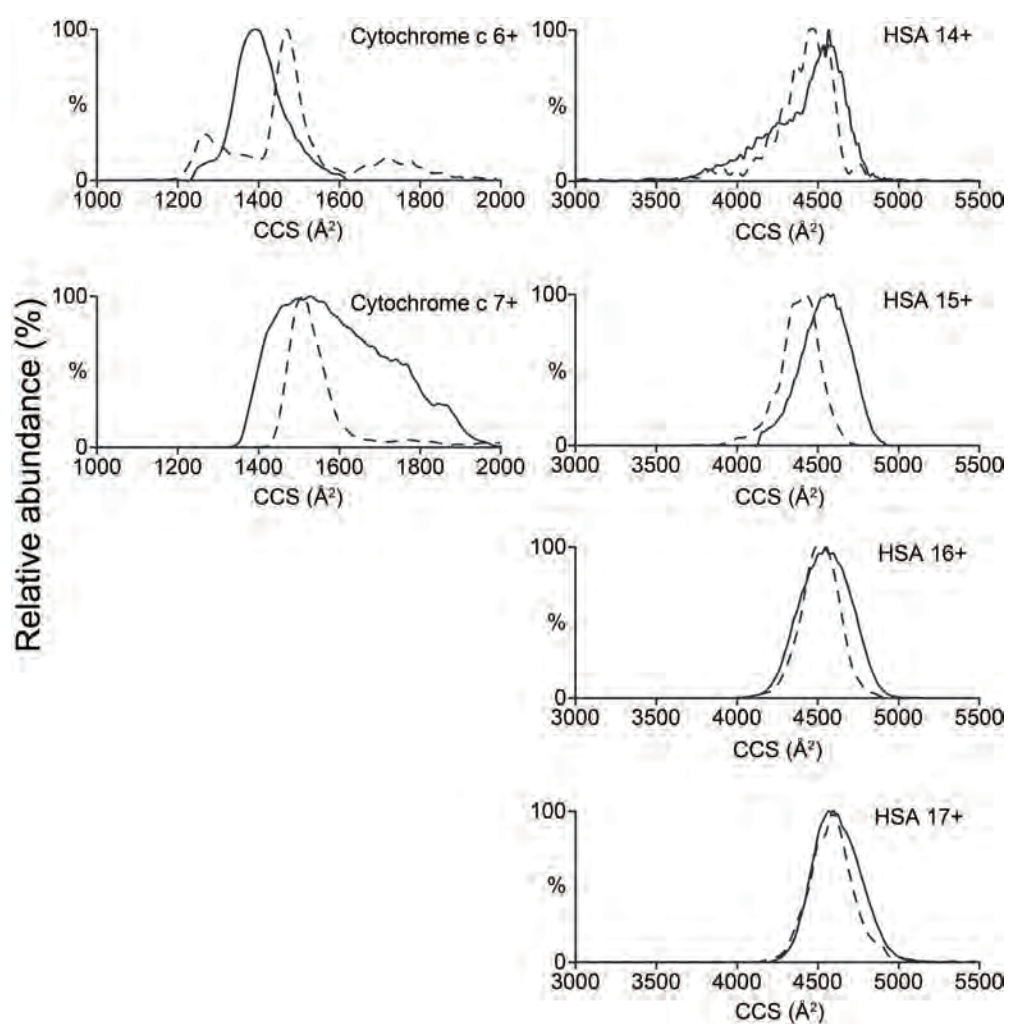 Relative abundance (%)
Cytochrome c 6+
100
%
0
1000 1200 1400 1600 1800 2000
CCS (Å²)
HSA 14+
100
%
0
3000 3500 4000 4500 5000 5500
CCS (Å²)
Cytochrome c 7+
100
%
0
1000 1200 1400 1600 1800 2000
CCS (Å²)
HSA 15+
100
%
0
3000 3500 4000 4500 5000 5500
CCS (Å²)
HSA 16+
100
%
0
3000 3500 4000 4500 5000 5500
CCS (Å²)
HSA 17+
100
%
0
3000 3500 4000 4500 5000 5500
CCS (Å²)